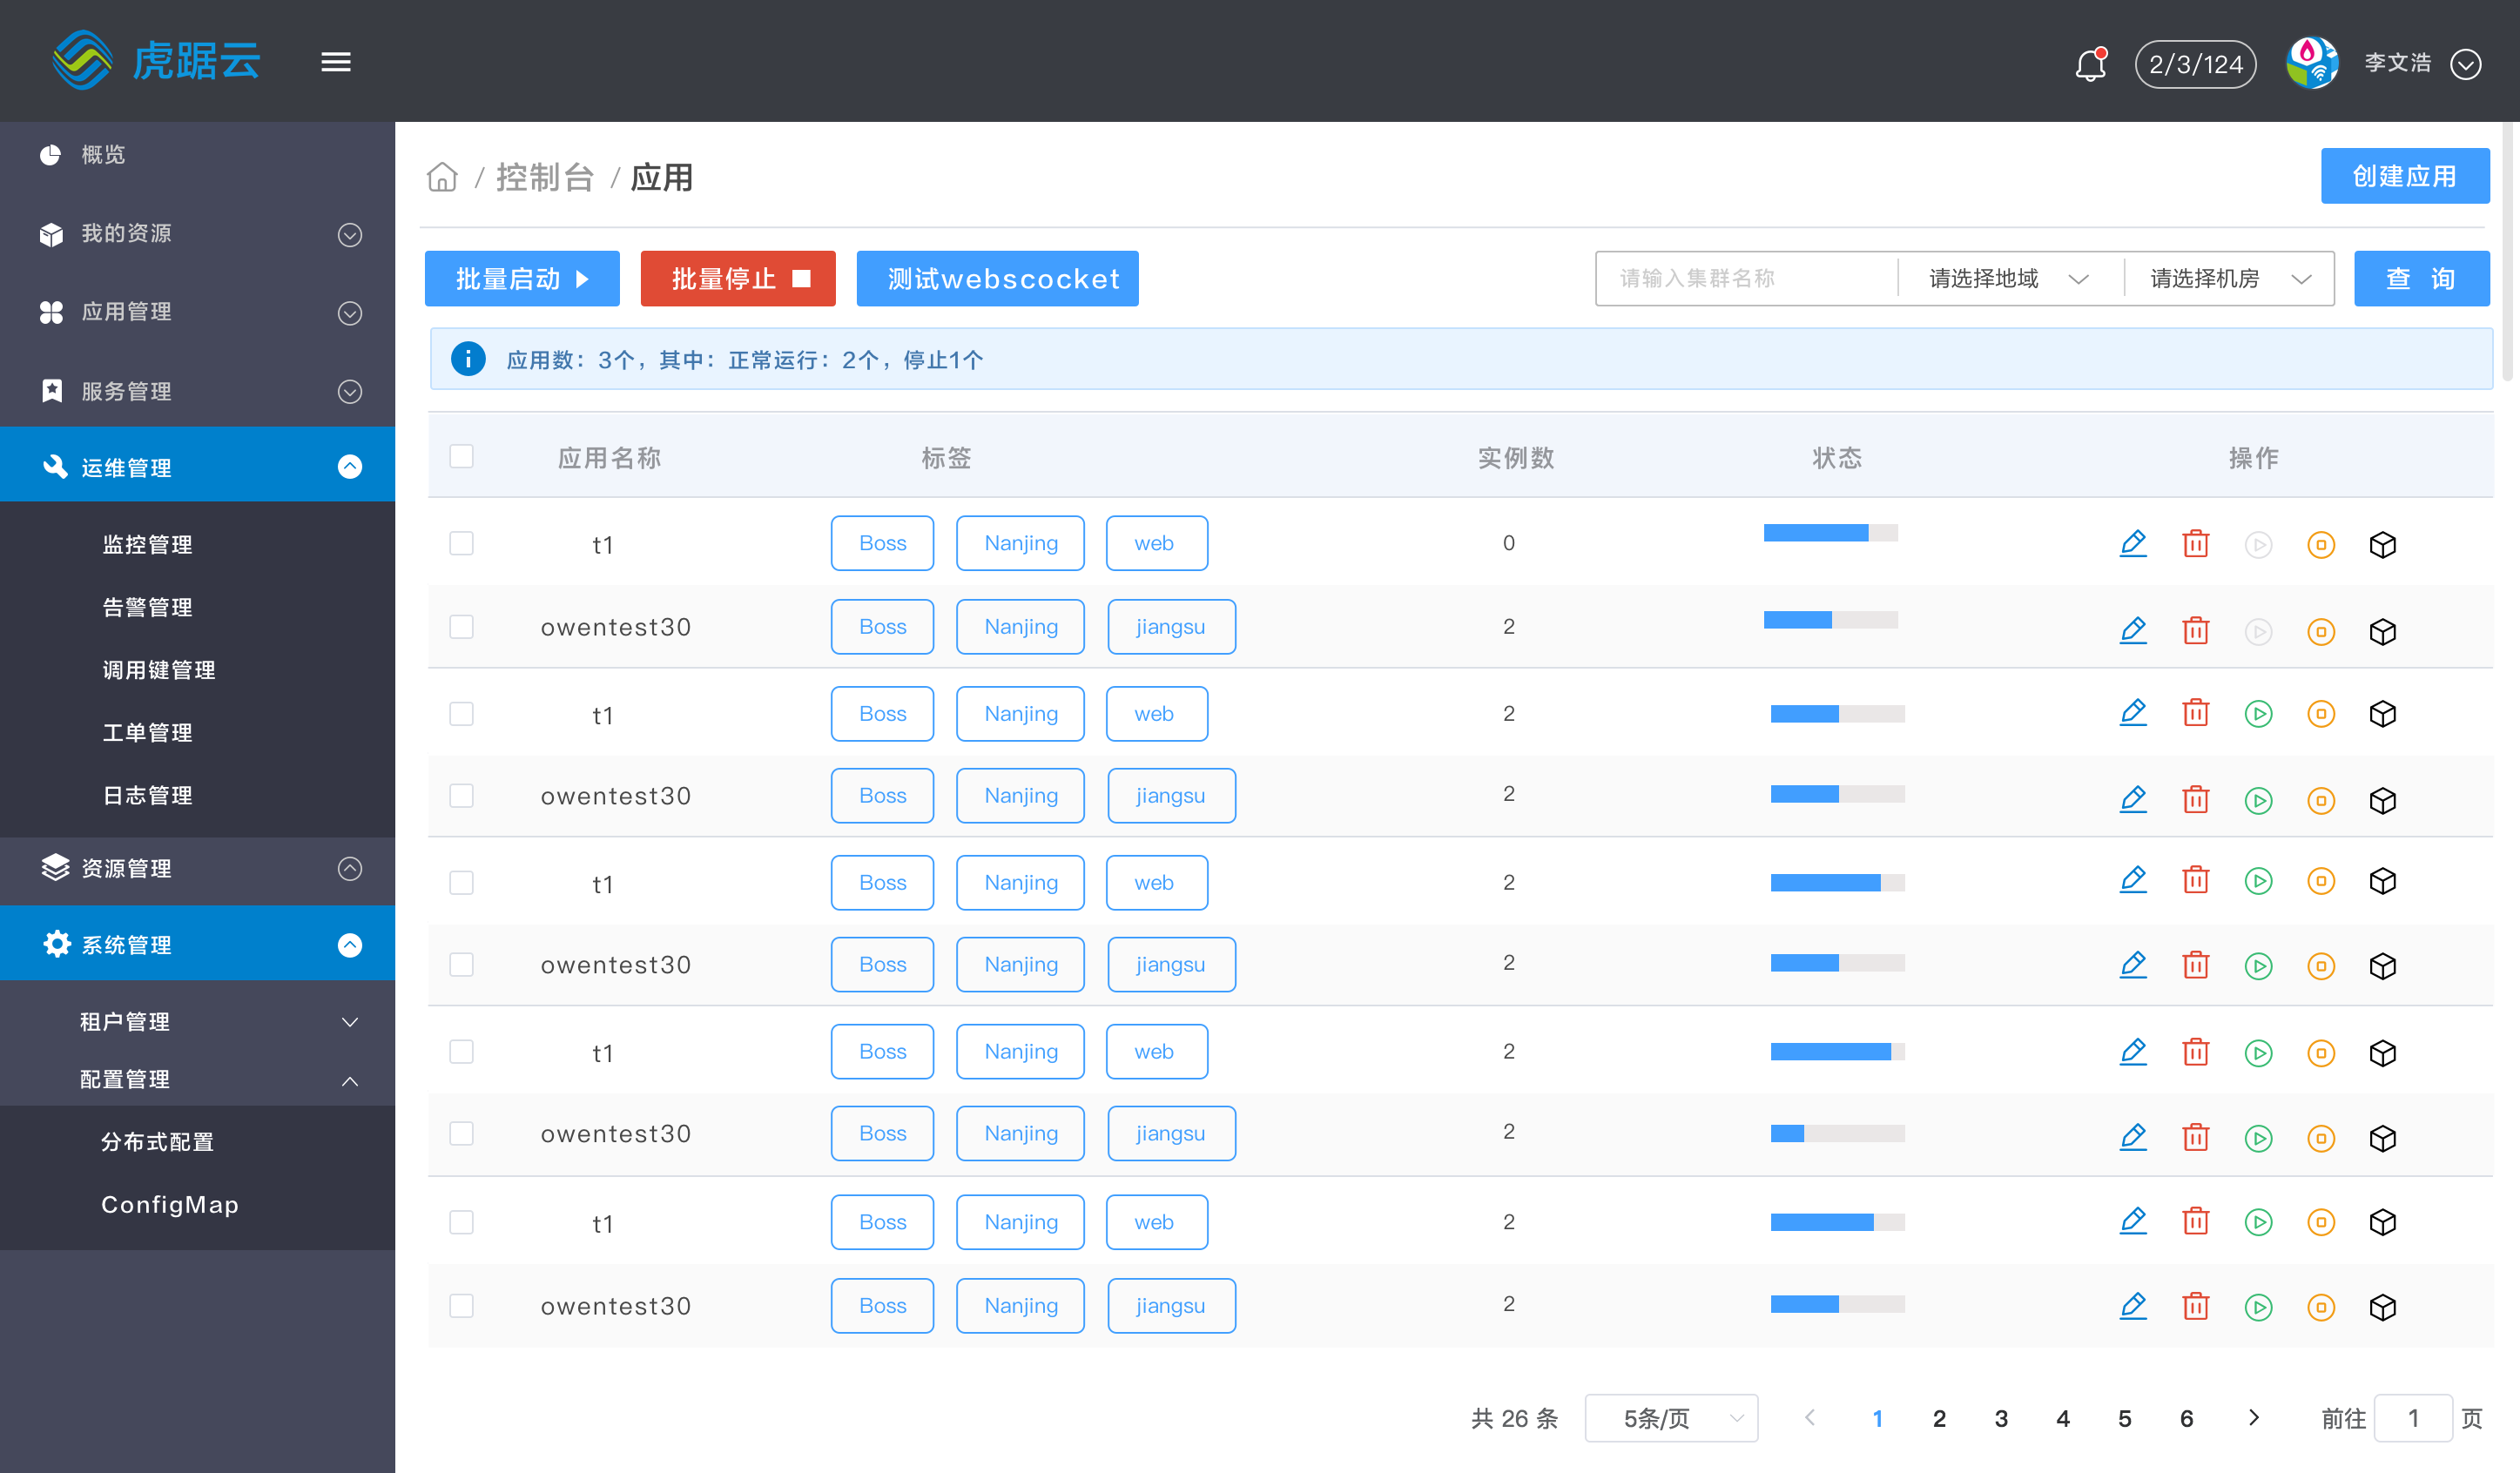 虎踞云
2/3/124
李文浩
概览
我的资源
应用管理
服务管理
运维管理
监控管理
告警管理
调用键管理
工单管理
日志管理
资源管理
系统管理
租户管理
配置管理
分布式配置
ConfigMap
/ 控制台 / 应用
创建应用
批量启动
批量停止
测试webscocket
请输入集群名称
请选择地域
请选择机房
查 询
应用数：3个，其中：正常运行：2个，停止1个
应用名称 标签 实例数 状态 操作
t1 Boss Nanjing web 0
owentest30 Boss Nanjing jiangsu 2
t1 Boss Nanjing web 2
owentest30 Boss Nanjing jiangsu 2
t1 Boss Nanjing web 2
owentest30 Boss Nanjing jiangsu 2
t1 Boss Nanjing web 2
owentest30 Boss Nanjing jiangsu 2
t1 Boss Nanjing web 2
owentest30 Boss Nanjing jiangsu 2
共 26 条 5条/页 1 2 3 4 5 6 前往 1 页